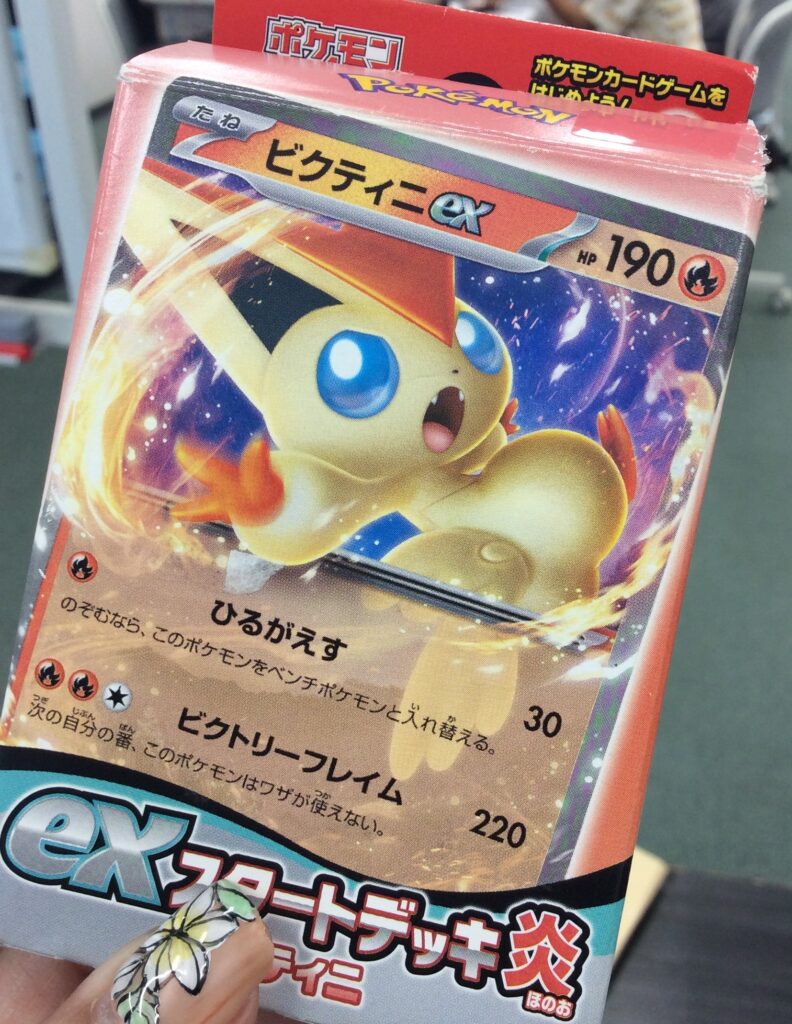 ポケモン
ポケモンカードゲームを
はじめよう!
POKÉMON
たね
ビクティニex
HP 190
ひるがえす
30
のぞむなら、このポケモンをベンチポケモンと入れ替える。
ビクトリーフレイム
220
次の自分の番、このポケモンはワザが使えない。
exスタートデッキ 炎
ほのお
ティニ